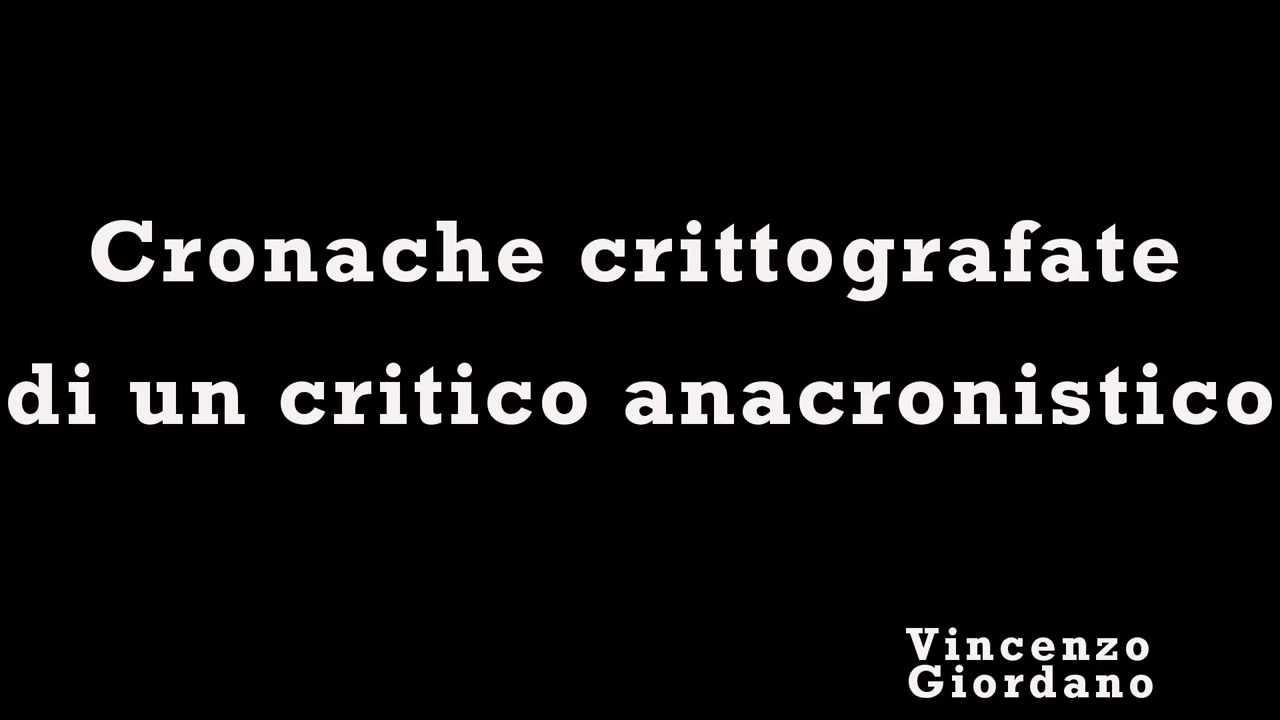 Cronache crittografate
di un critico anacronistico
Vincenzo
Giordano